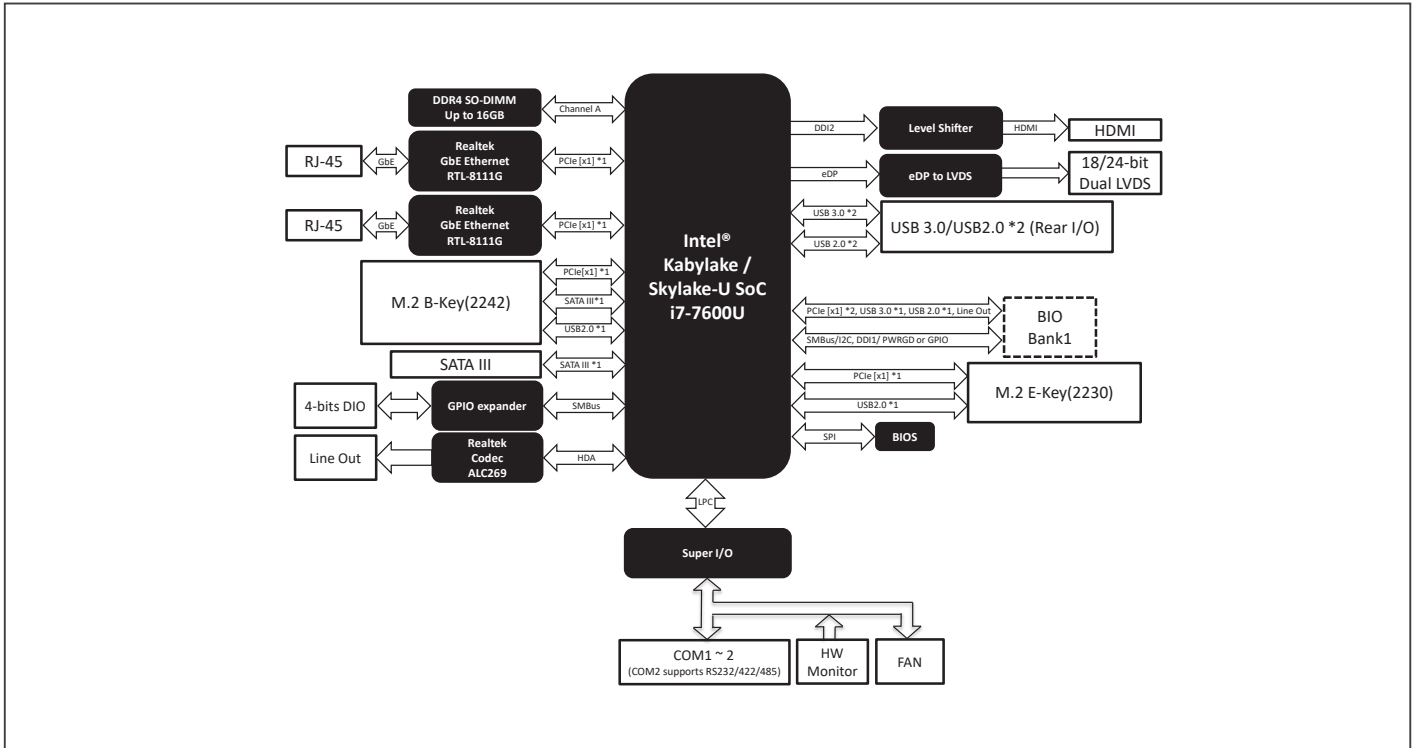 DDR4 SO-DIMM
Up to 16GB
Channel A
RJ-45
GbE
Realtek
GbE Ethernet
RTL-8111G
PCIe [x1] *1
RJ-45
GbE
Realtek
GbE Ethernet
RTL-8111G
PCIe [x1] *1
M.2 B-Key(2242)
PCIe[x1] *1
SATA III*1
USB2.0 *1
SATA III
SATA III *1
4-bits DIO
GPIO expander
SMBus
Line Out
Realtek
Codec
ALC269
HDA
Intel®
Kabylake /
Skylake-U SoC
i7-7600U
DDI2
Level Shifter
HDMI
HDMI
eDP
eDP to LVDS
18/24-bit
Dual LVDS
USB 3.0 *2
USB 2.0 *2
USB 3.0/USB2.0 *2 (Rear I/O)
PCIe [x1] *2, USB 3.0 *1, USB 2.0 *1, Line Out
SMBus/I2C, DDI1/ PWRGD or GPIO
BIO
Bank1
PCIe [x1] *1
USB2.0 *1
M.2 E-Key(2230)
SPI
BIOS
LPC
Super I/O
COM1 ~ 2
(COM2 supports RS232/422/485)
HW
Monitor
FAN